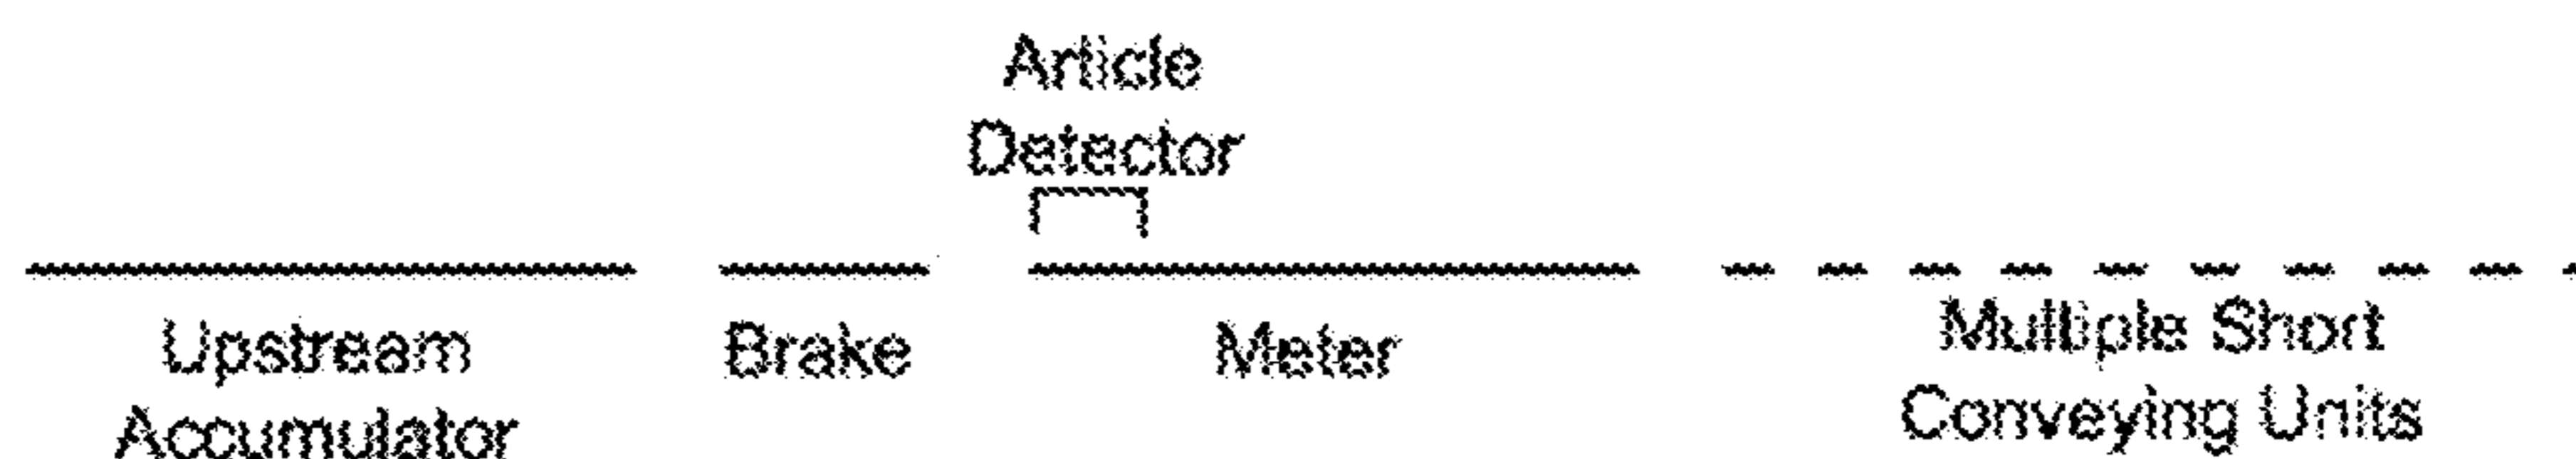 Article
Detector
Upstream
Accumulator
Brake
Meter
Multiple Short
Conveying Units